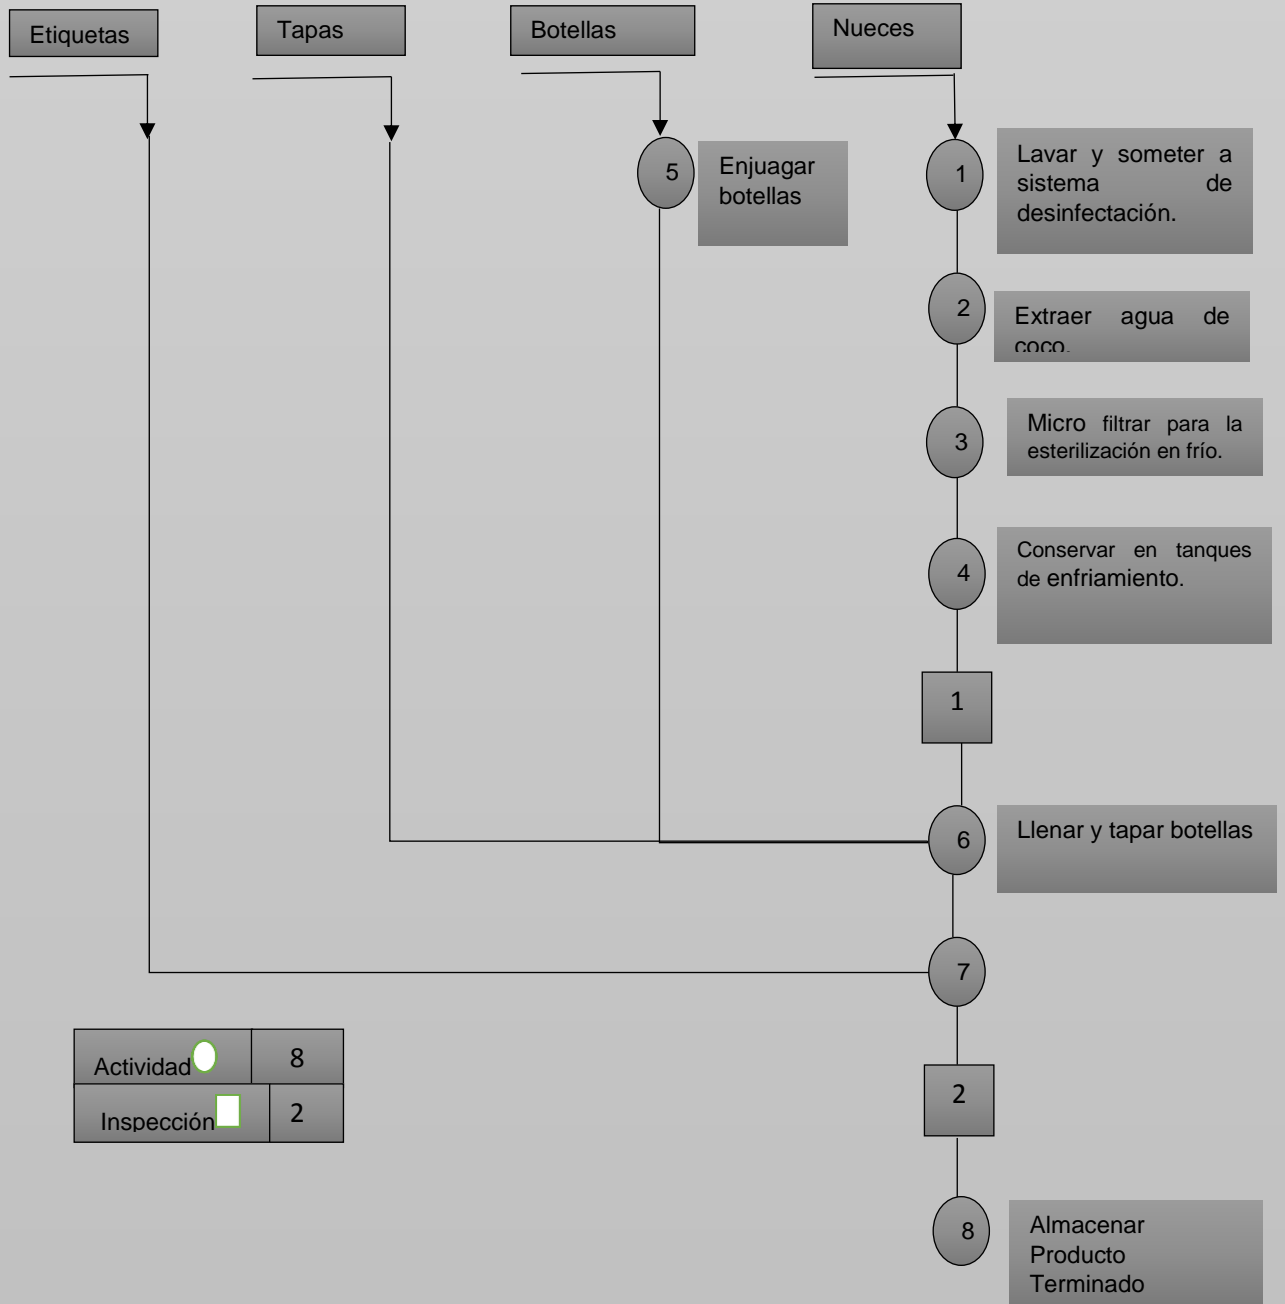 Etiquetas
Tapas
Botellas
Nueces
5
Enjuagar
botellas
1
Lavar y someter a
sistema de
desinfectación.
2
Extraer agua de
coco.
3
Micro filtrar para la
esterilización en frío.
4
Conservar en tanques
de enfriamiento.
1
6
Llenar y tapar botellas
7
Actividad 8
Inspección 2
2
8
Almacenar
Producto
Terminado